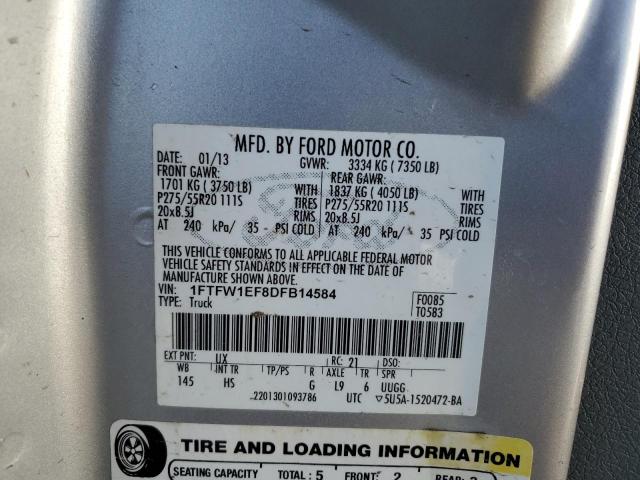 MFD. BY FORD MOTOR CO.
DATE: 01/13 GVWR: 3334 KG ( 7350 LB)
FRONT GAWR: REAR GAWR:
1701 KG ( 3750 LB) WITH 1837 KG ( 4050 LB) WITH
P275/55R20 111S TIRES P275/55R20 111S TIRES
20x8.5J RIMS 20x8.5J RIMS
AT 240 kPa/ 35 PSI COLD AT 240 kPa/ 35 PSI COLD
THIS VEHICLE CONFORMS TO ALL APPLICABLE FEDERAL MOTOR
VEHICLE SAFETY STANDARDS IN EFFECT ON THE DATE OF
MANUFACTURE SHOWN ABOVE.
VIN: 1FTFW1EF8DFB14584 F0085
TYPE: Truck T0583
EXT PNT: UX RC: 21 DSO:
WB INT TR TP/PS R AXLE TR SPR
145 HS G L9 6 UUGG
2201301093786 UTC ▽5U5A-1520472-BA
TIRE AND LOADING INFORMATION
SEATING CAPACITY TOTAL : 5 FRONT: 2 REAR: